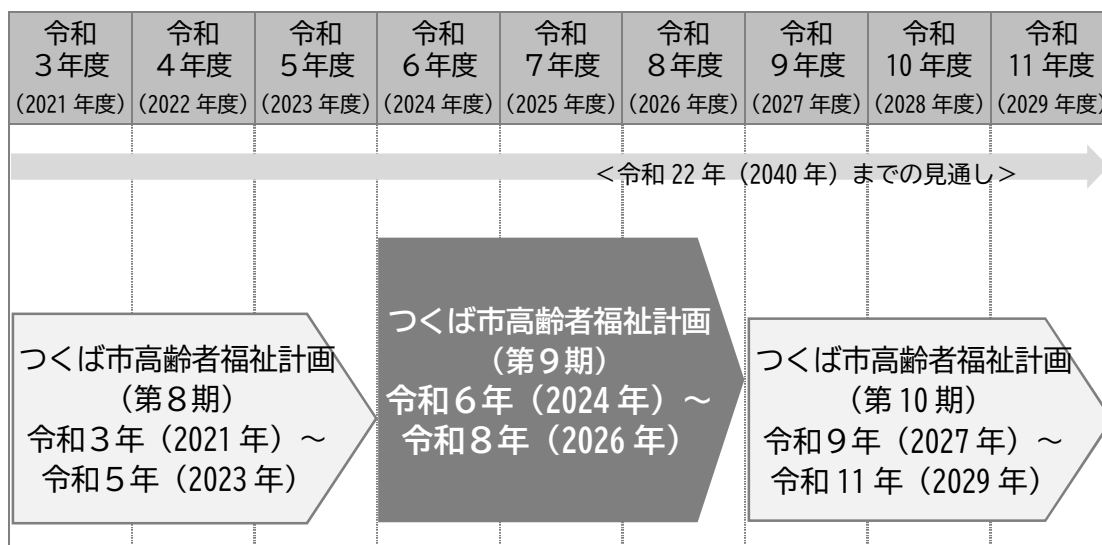 令和
３年度
（2021 年度）
令和
４年度
（2022 年度）
令和
５年度
（2023 年度）
令和
６年度
（2024 年度）
令和
７年度
（2025 年度）
令和
８年度
（2026 年度）
令和
９年度
（2027 年度）
令和
10 年度
（2028 年度）
令和
11 年度
（2029 年度）
＜令和 22 年（2040 年）までの見通し＞
つくば市高齢者福祉計画
（第８期）
令和３年（2021 年）～
令和５年（2023 年）
つくば市高齢者福祉計画
（第９期）
令和６年（2024 年）～
令和８年（2026 年）
つくば市高齢者福祉計画
（第 10 期）
令和９年（2027 年）～
令和 11 年（2029 年）